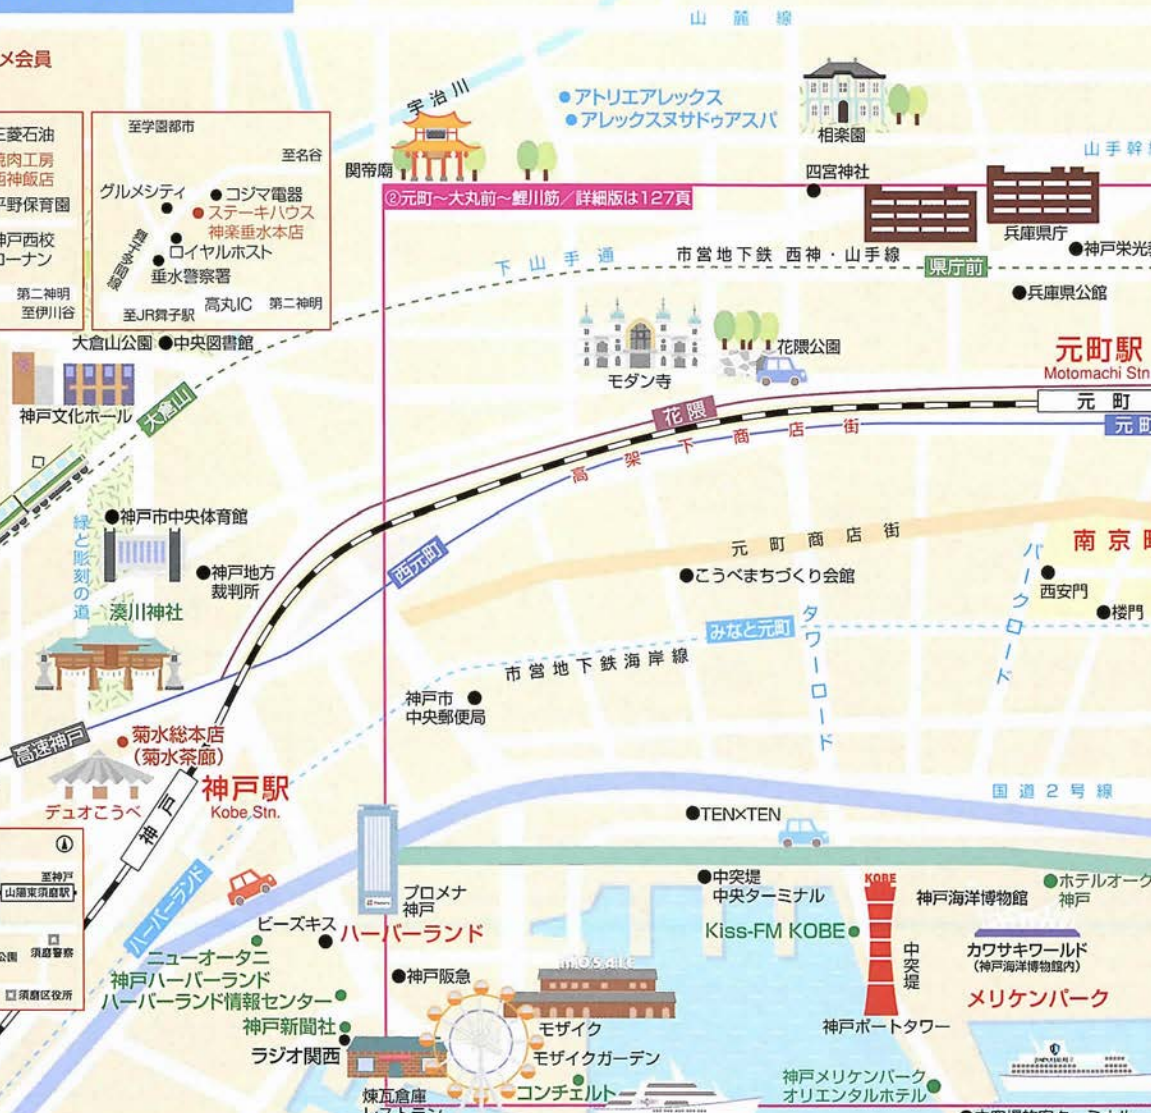 山麓線
メ会員
宇治川
アトリエアレックス
アレックスヌサドゥアスパ
相楽園
三菱石油
焼肉工房
西神飯店
平野保育園
神戸西校
コーナン
第二神明
至伊川谷
至学園都市
至名谷
グルメシティ
コジマ電器
ステーキハウス
神楽垂水本店
ロイヤルホスト
舞子多聞線
垂水警察署
高丸IC
第二神明
至JR舞子駅
関帝廟
②元町〜大丸前〜鯉川筋/詳細版は127頁
四宮神社
山手幹線
兵庫県庁
神戸栄光教
下山手通
市営地下鉄 西神・山手線
県庁前
兵庫県公館
大倉山公園
中央図書館
神戸文化ホール
大倉山
モダン寺
花隈公園
元町駅
Motomachi Stn
元町
元町
花隈
高架下商店街
緑と彫刻の道
神戸市中央体育館
神戸地方
裁判所
湊川神社
西元町
元町商店街
こうべまちづくり会館
南京町
パークロード
西安門
楼門
みなと元町
タワーロード
市営地下鉄海岸線
神戸市
中央郵便局
高速神戸
菊水総本店
(菊水茶廊)
デュオこうべ
神戸駅
Kobe Stn.
神戸
国道2号線
TEN×TEN
至神戸
山陽東須磨駅
公園
須磨警察
須磨区役所
ハーバーランド
プロメナ
神戸
ビーズキス
ハーバーランド
ニューオータニ
神戸ハーバーランド
ハーバーランド情報センター
神戸新聞社
ラジオ関西
神戸阪急
煉瓦倉庫
レストラン
MOSAIC
モザイク
モザイクガーデン
コンチェルト
中突堤
中央ターミナル
Kiss-FM KOBE
KOBE
中突堤
神戸ポートタワー
神戸海洋博物館
ホテルオーク
神戸
カワサキワールド
(神戸海洋博物館内)
メリケンパーク
神戸メリケンパーク
オリエンタルホテル